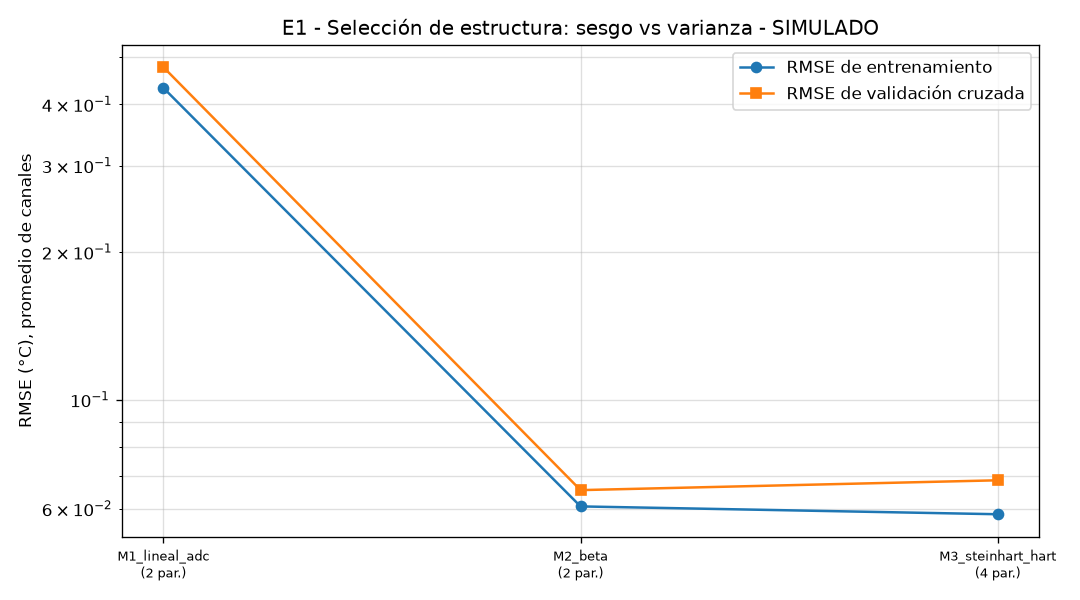 E1 - Selección de estructura: sesgo vs varianza - SIMULADO
RMSE de entrenamiento
RMSE de validación cruzada
RMSE (°C), promedio de canales
4 × 10⁻¹
3 × 10⁻¹
2 × 10⁻¹
10⁻¹
6 × 10⁻²
M1_lineal_adc
(2 par.)
M2_beta
(2 par.)
M3_steinhart_hart
(4 par.)